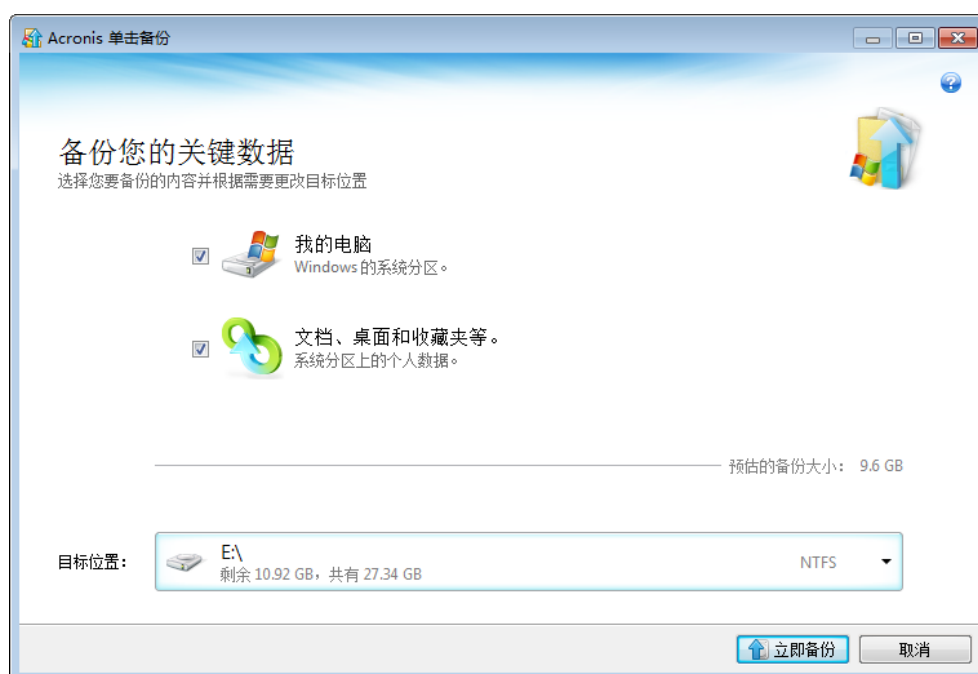 Acronis 单击备份
备份您的关键数据
选择您要备份的内容并根据需要更改目标位置
我的电脑
Windows 的系统分区。
文档、桌面和收藏夹等。
系统分区上的个人数据。
预估的备份大小： 9.6 GB
目标位置：
E:\
剩余 10.92 GB，共有 27.34 GB
NTFS
立即备份
取消